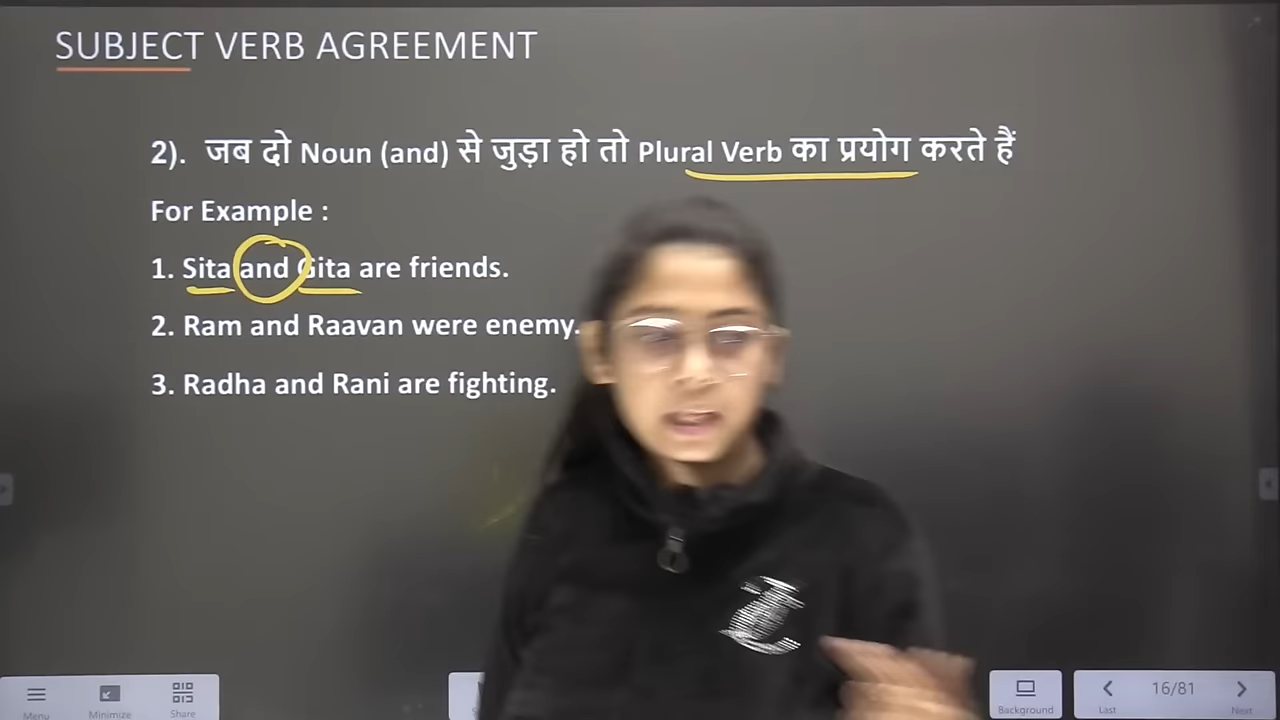 SUBJECT VERB AGREEMENT
2). जब दो Noun (and) से जुड़ा हो तो Plural Verb का प्रयोग करते हैं
For Example :
1. Sita and Gita are friends.
2. Ram and Raavan were enemy.
3. Radha and Rani are fighting.
Menu
Minimize
Share
Background
Last
16/81
Next